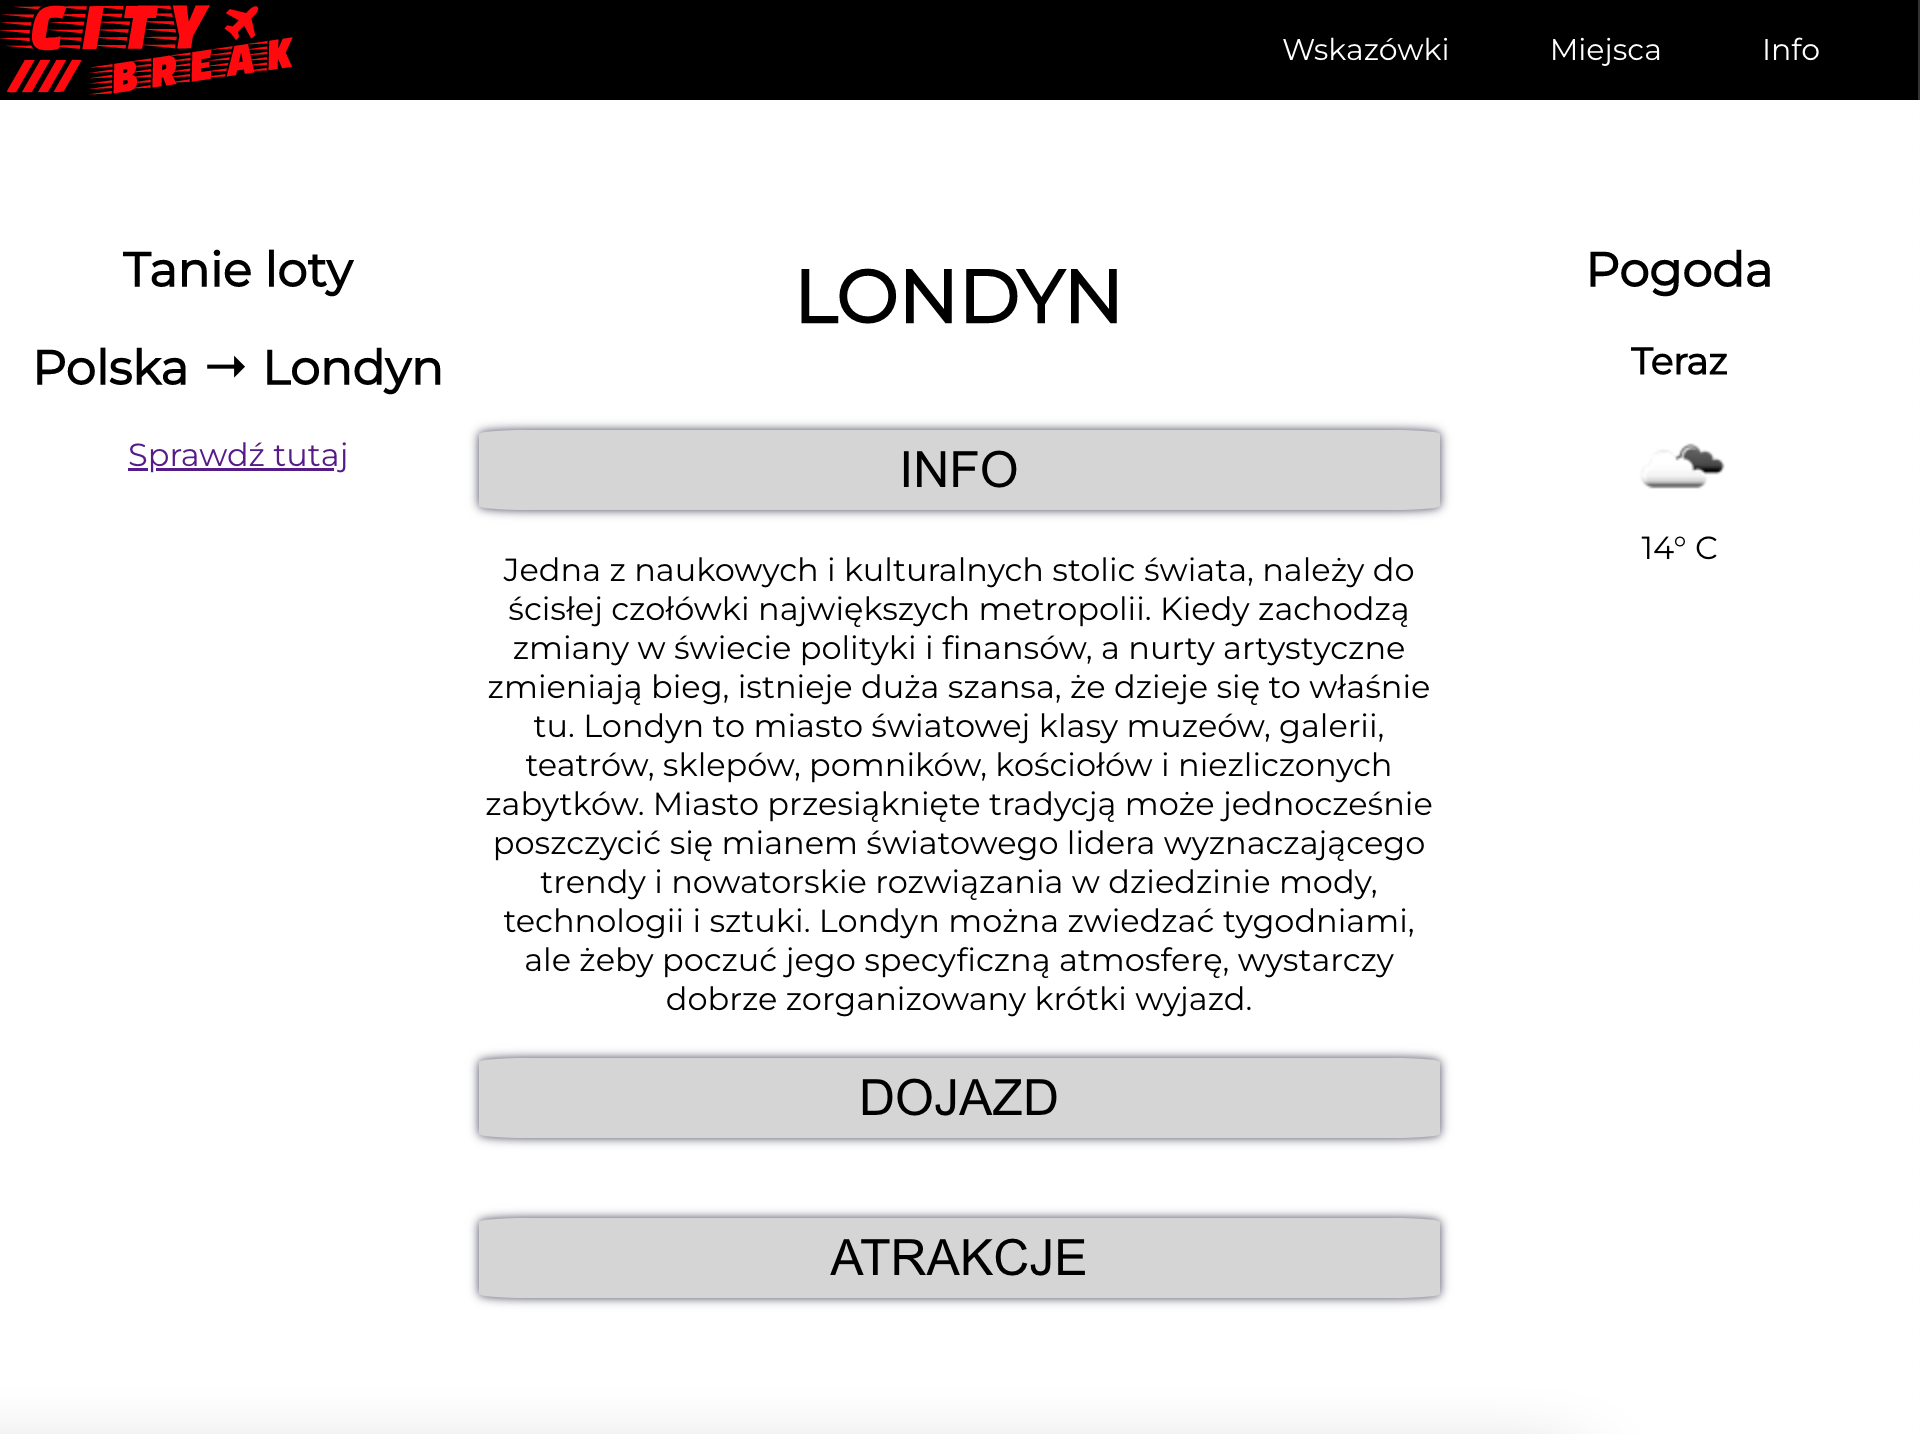 CITY
BREAK
Wskazówki
Miejsca
Info
Tanie loty
Polska → Londyn
Sprawdź tutaj
LONDYN
INFO
Jedna z naukowych i kulturalnych stolic świata, należy do
ścisłej czołówki największych metropolii. Kiedy zachodzą
zmiany w świecie polityki i finansów, a nurty artystyczne
zmieniają bieg, istnieje duża szansa, że dzieje się to właśnie
tu. Londyn to miasto światowej klasy muzeów, galerii,
teatrów, sklepów, pomników, kościołów i niezliczonych
zabytków. Miasto przesiąknięte tradycją może jednocześnie
poszczycić się mianem światowego lidera wyznaczającego
trendy i nowatorskie rozwiązania w dziedzinie mody,
technologii i sztuki. Londyn można zwiedzać tygodniami,
ale żeby poczuć jego specyficzną atmosferę, wystarczy
dobrze zorganizowany krótki wyjazd.
DOJAZD
ATRAKCJE
Pogoda
Teraz
14° C